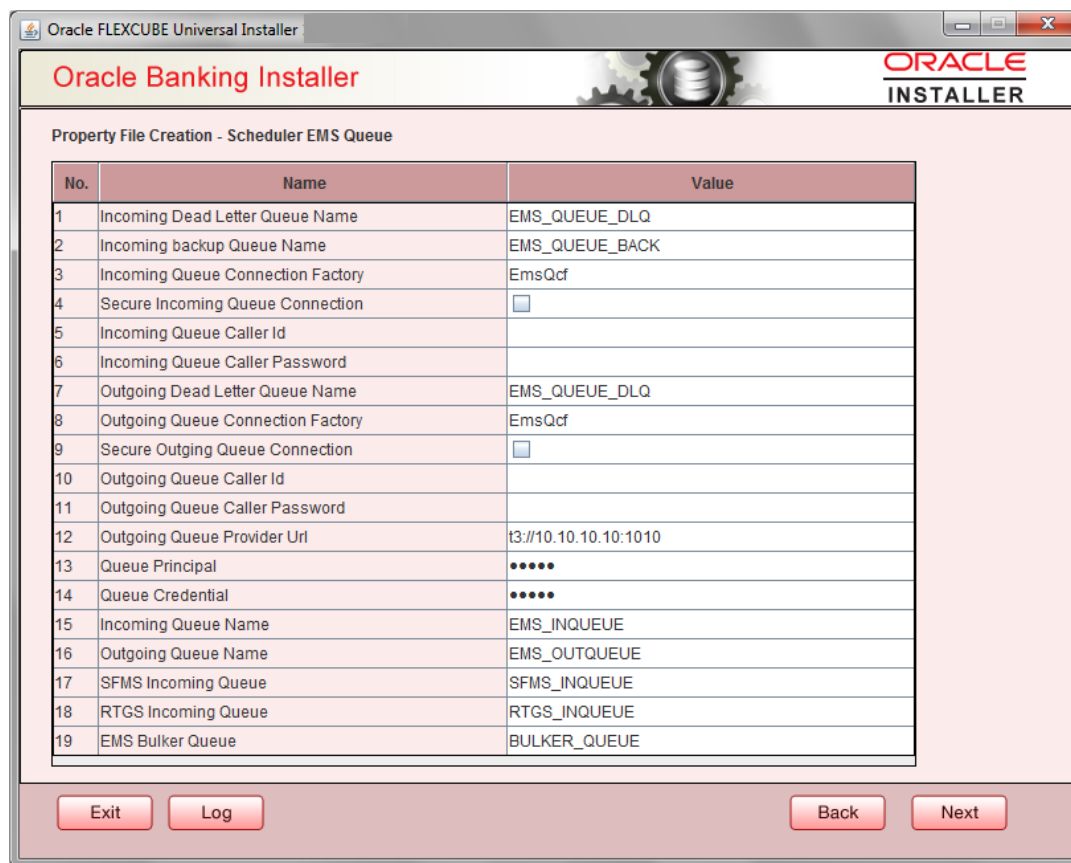 Oracle FLEXCUBE Universal Installer
Oracle Banking Installer
ORACLE
INSTALLER
Property File Creation - Scheduler EMS Queue
No. Name Value
1 Incoming Dead Letter Queue Name EMS_QUEUE_DLQ
2 Incoming backup Queue Name EMS_QUEUE_BACK
3 Incoming Queue Connection Factory EmsQcf
4 Secure Incoming Queue Connection
5 Incoming Queue Caller Id
6 Incoming Queue Caller Password
7 Outgoing Dead Letter Queue Name EMS_QUEUE_DLQ
8 Outgoing Queue Connection Factory EmsQcf
9 Secure Outging Queue Connection
10 Outgoing Queue Caller Id
11 Outgoing Queue Caller Password
12 Outgoing Queue Provider Url t3://10.10.10.10:1010
13 Queue Principal •••••
14 Queue Credential •••••
15 Incoming Queue Name EMS_INQUEUE
16 Outgoing Queue Name EMS_OUTQUEUE
17 SFMS Incoming Queue SFMS_INQUEUE
18 RTGS Incoming Queue RTGS_INQUEUE
19 EMS Bulker Queue BULKER_QUEUE
Exit Log Back Next